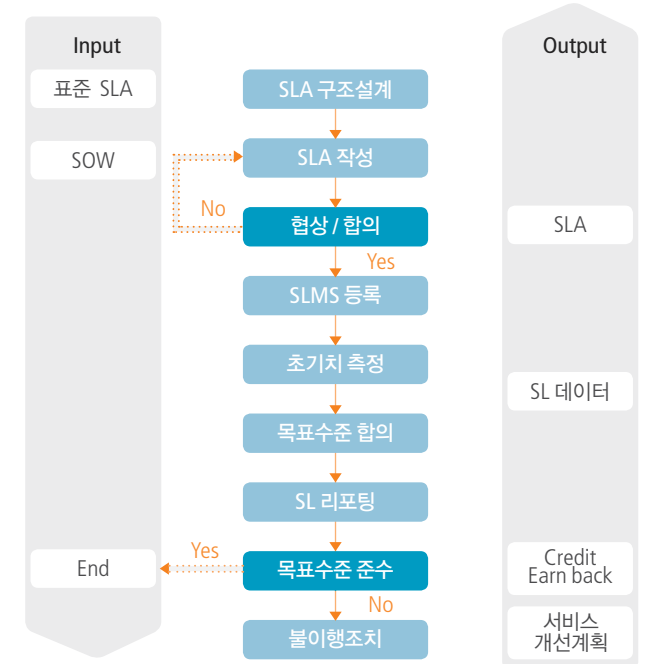 Input
표준 SLA
SOW
End
SLA 구조설계
SLA 작성
No
협상 / 합의
Yes
SLMS 등록
초기치 측정
목표수준 합의
SL 리포팅
Yes
목표수준 준수
No
불이행조치
Output
SLA
SL 데이터
Credit
Earn back
서비스
개선계획